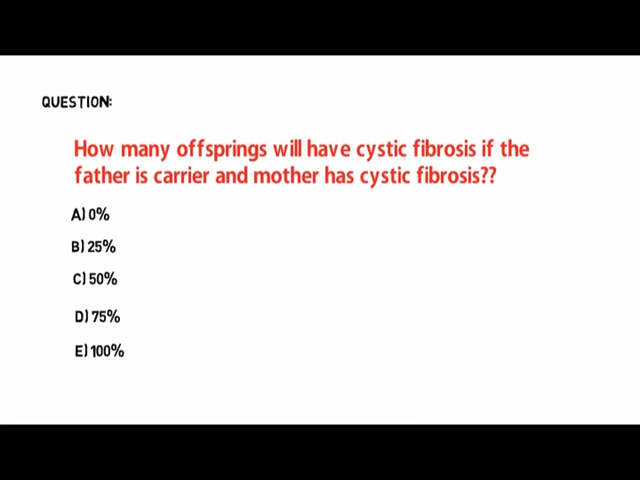 QUESTION:
How many offsprings will have cystic fibrosis if the
father is carrier and mother has cystic fibrosis??
A) 0%
B) 25%
C) 50%
D) 75%
E) 100%